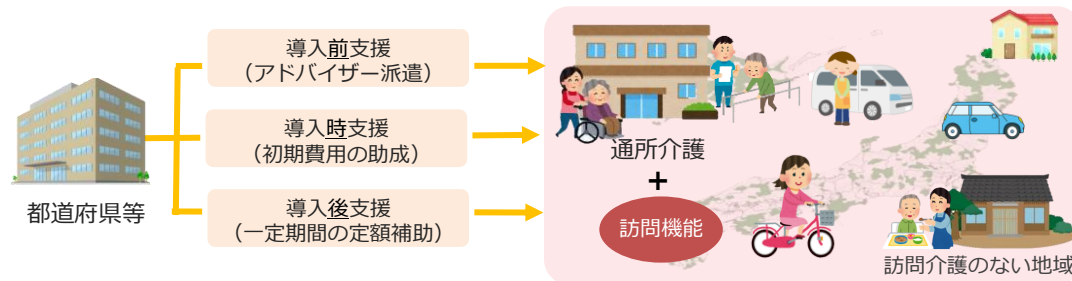 都道府県等
導入前支援
（アドバイザー派遣）
導入時支援
（初期費用の助成）
導入後支援
（一定期間の定額補助）
通所介護
+
訪問機能
訪問介護のない地域